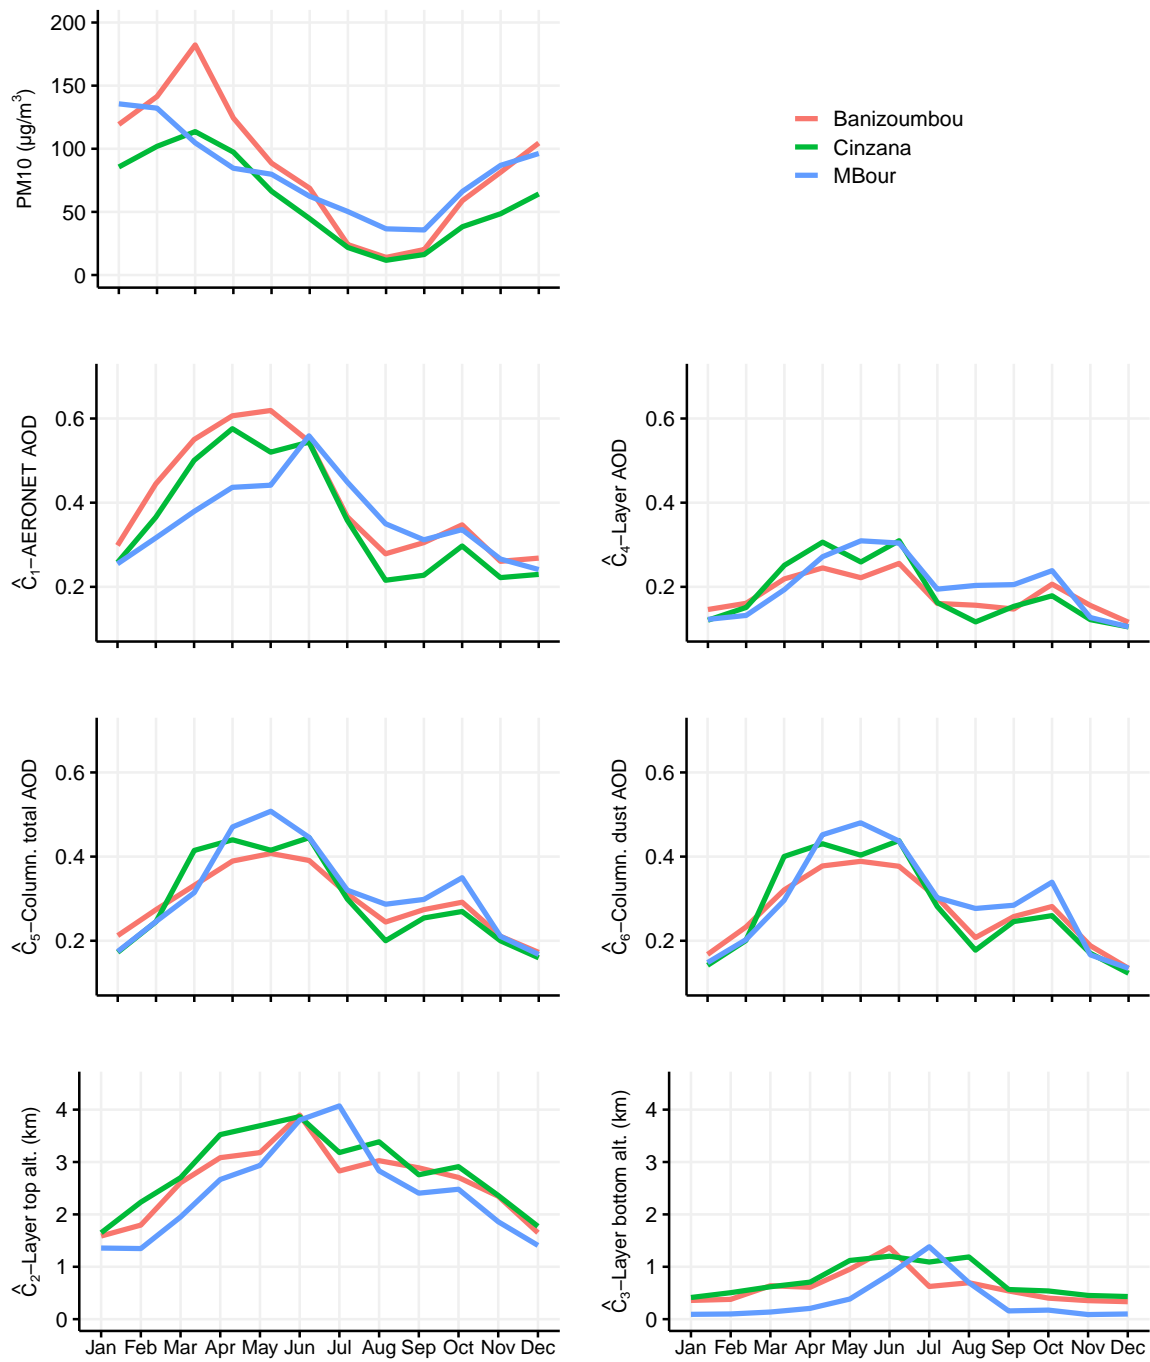 PM10 (µg/m³)
200
150
100
50
0
Banizoumbou
Cinzana
MBour
Ĉ₁–AERONET AOD
0.6
0.4
0.2
Ĉ₄–Layer AOD
0.6
0.4
0.2
Ĉ₅–Column. total AOD
0.6
0.4
0.2
Ĉ₆–Column. dust AOD
0.6
0.4
0.2
Ĉ₂–Layer top alt. (km)
4
3
2
1
0
Jan Feb Mar Apr May Jun Jul Aug Sep Oct Nov Dec
Ĉ₃–Layer bottom alt. (km)
4
3
2
1
0
Jan Feb Mar Apr May Jun Jul Aug Sep Oct Nov Dec